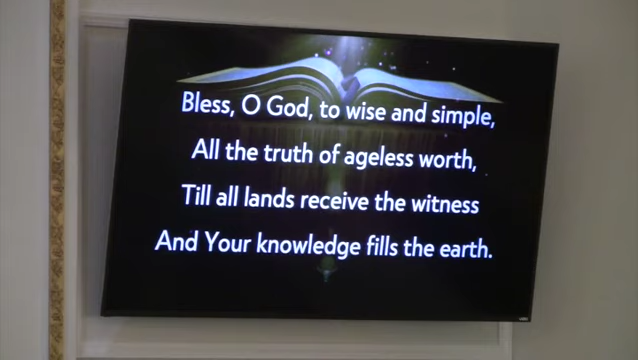 Bless, O God, to wise and simple,
All the truth of ageless worth,
Till all lands receive the witness
And Your knowledge fills the earth.